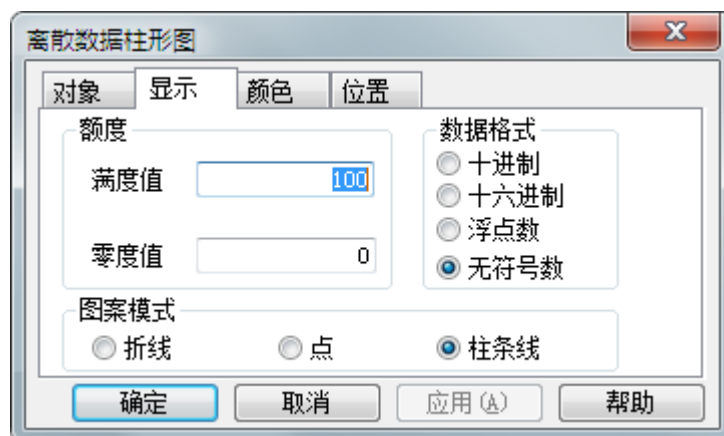 离散数据柱形图
对象 显示 颜色 位置
额度
满度值 100
零度值 0
数据格式
十进制
十六进制
浮点数
无符号数
图案模式
折线 点 柱条线
确定 取消 应用(A) 帮助